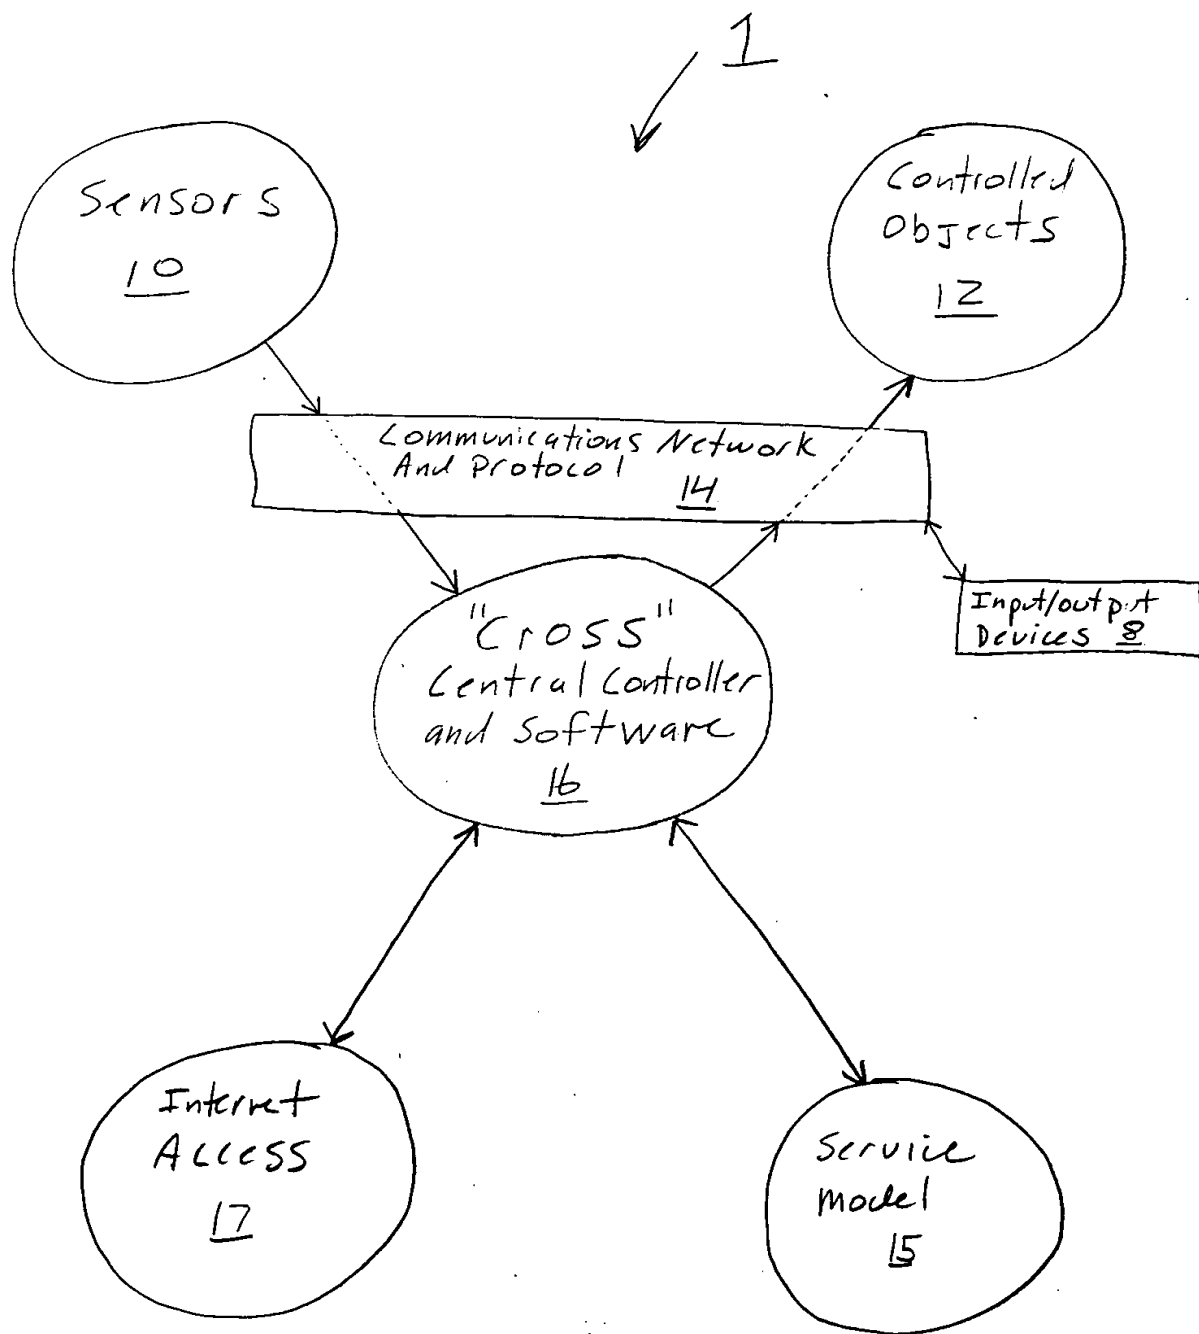 1
Sensors
10
Controlled
Objects
12
Communications Network
And Protocol
14
Input/output
Devices 8
"Cross"
Central Controller
and Software
16
Internet
Access
17
Service
Model
15